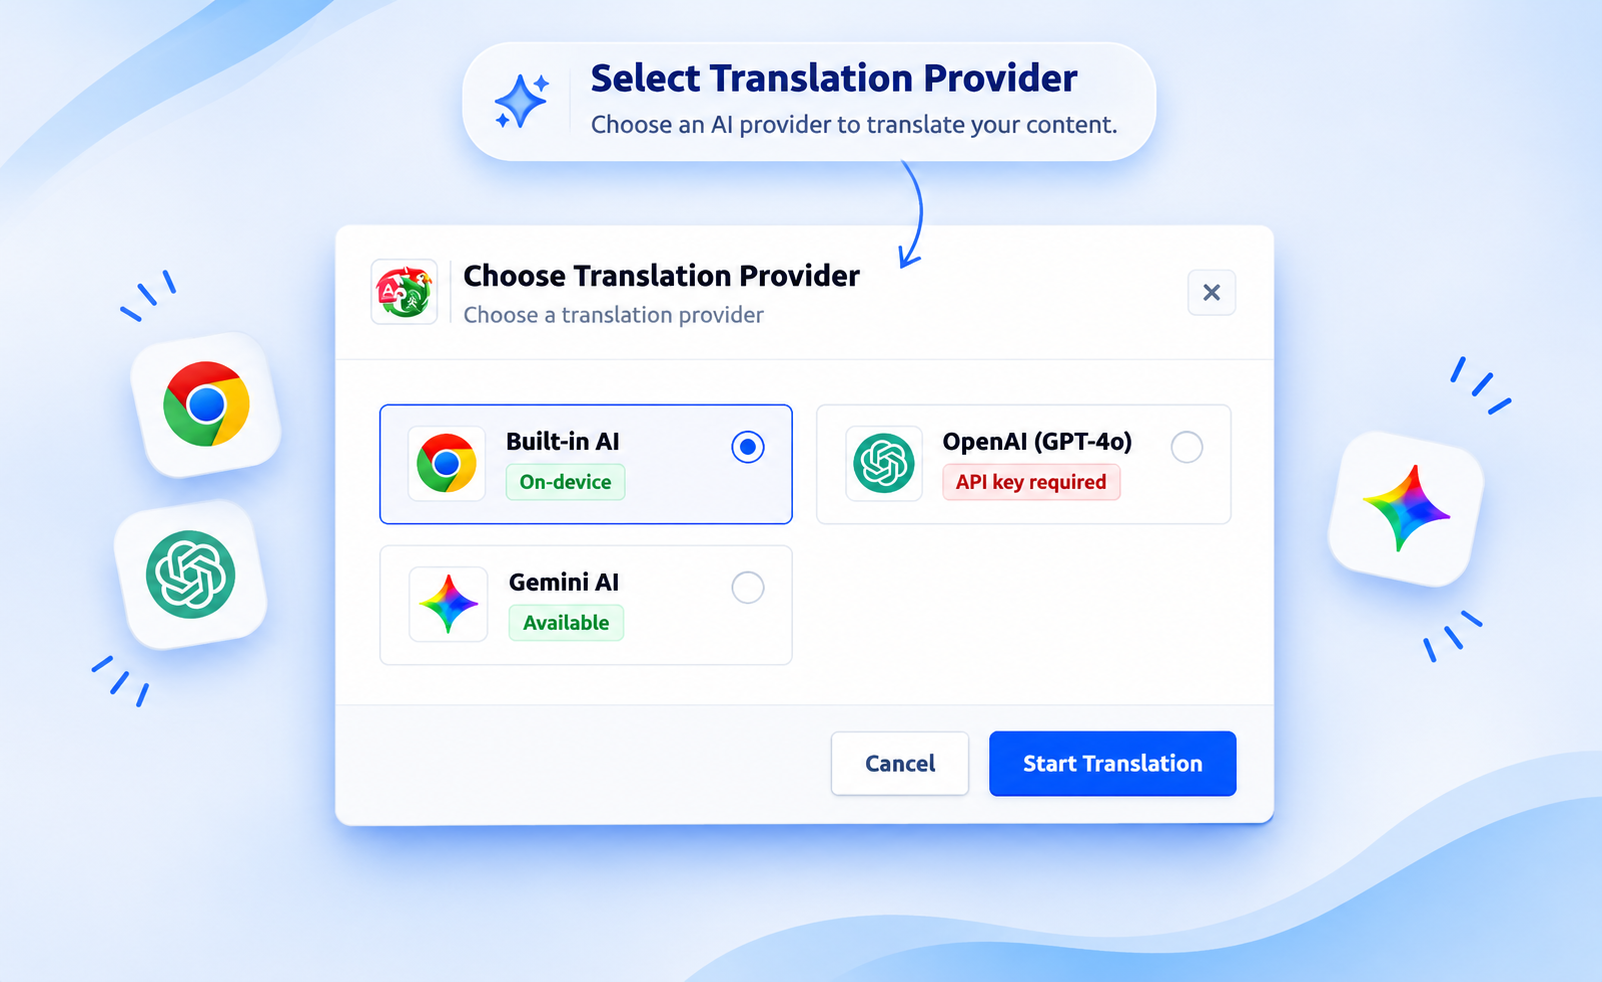 Select Translation Provider
Choose an AI provider to translate your content.
Choose Translation Provider
Choose a translation provider
Built-in AI
On-device
OpenAI (GPT-4o)
API key required
Gemini AI
Available
Cancel
Start Translation